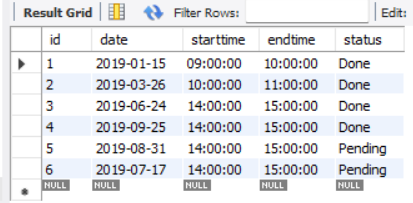 Result Grid Filter Rows: Edit:
id date starttime endtime status
1 2019-01-15 09:00:00 10:00:00 Done
2 2019-03-26 10:00:00 11:00:00 Done
3 2019-06-24 14:00:00 15:00:00 Done
4 2019-09-25 14:00:00 15:00:00 Done
5 2019-08-31 14:00:00 15:00:00 Pending
6 2019-07-17 14:00:00 15:00:00 Pending
NULL NULL NULL NULL NULL